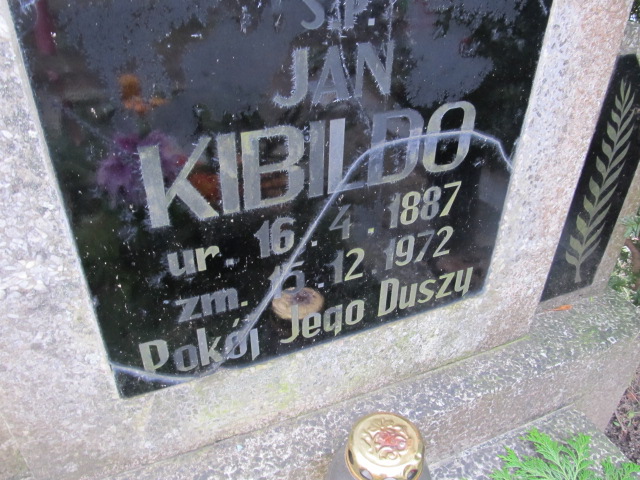 Ś.P.
JAN
KIBILDO
ur. 16. 4. 1887
zm. 15. 12. 1972
Pokój Jego Duszy